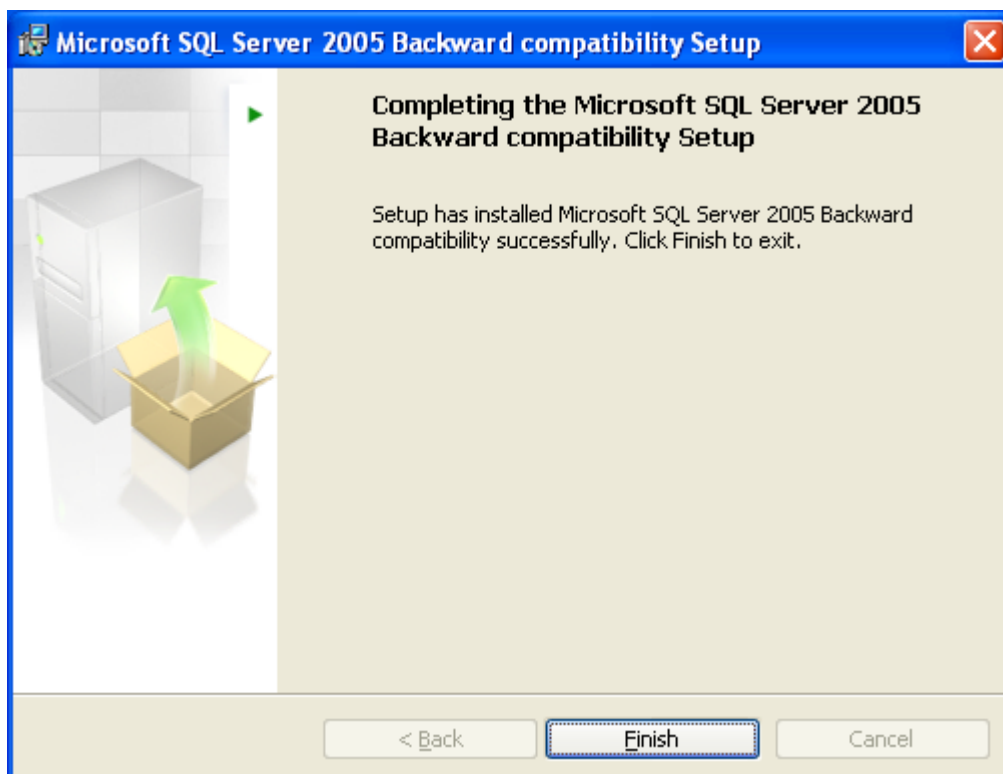 Microsoft SQL Server 2005 Backward compatibility Setup
Completing the Microsoft SQL Server 2005
Backward compatibility Setup
Setup has installed Microsoft SQL Server 2005 Backward
compatibility successfully. Click Finish to exit.
< Back Finish Cancel